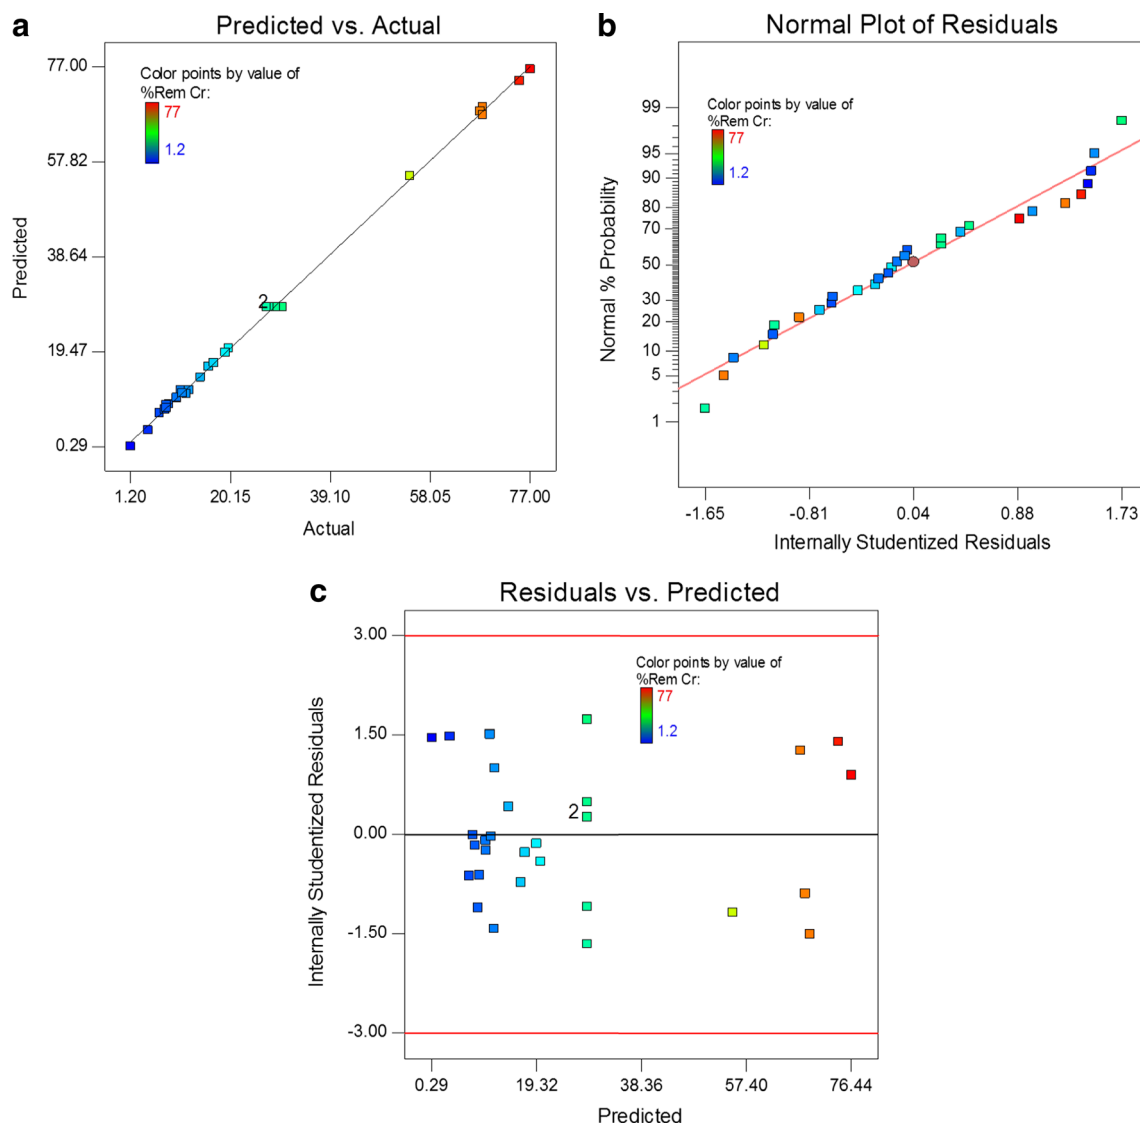 a
Predicted vs. Actual
Color points by value of
%Rem Cr:
77
1.2
77.00
57.82
38.64
19.47
0.29
Predicted
2
1.20
20.15
39.10
58.05
77.00
Actual
b
Normal Plot of Residuals
Color points by value of
%Rem Cr:
77
1.2
99
95
90
80
70
50
30
20
10
5
1
Normal % Probability
-1.65
-0.81
0.04
0.88
1.73
Internally Studentized Residuals
c
Residuals vs. Predicted
Color points by value of
%Rem Cr:
77
1.2
3.00
1.50
0.00
-1.50
-3.00
Internally Studentized Residuals
2
0.29
19.32
38.36
57.40
76.44
Predicted